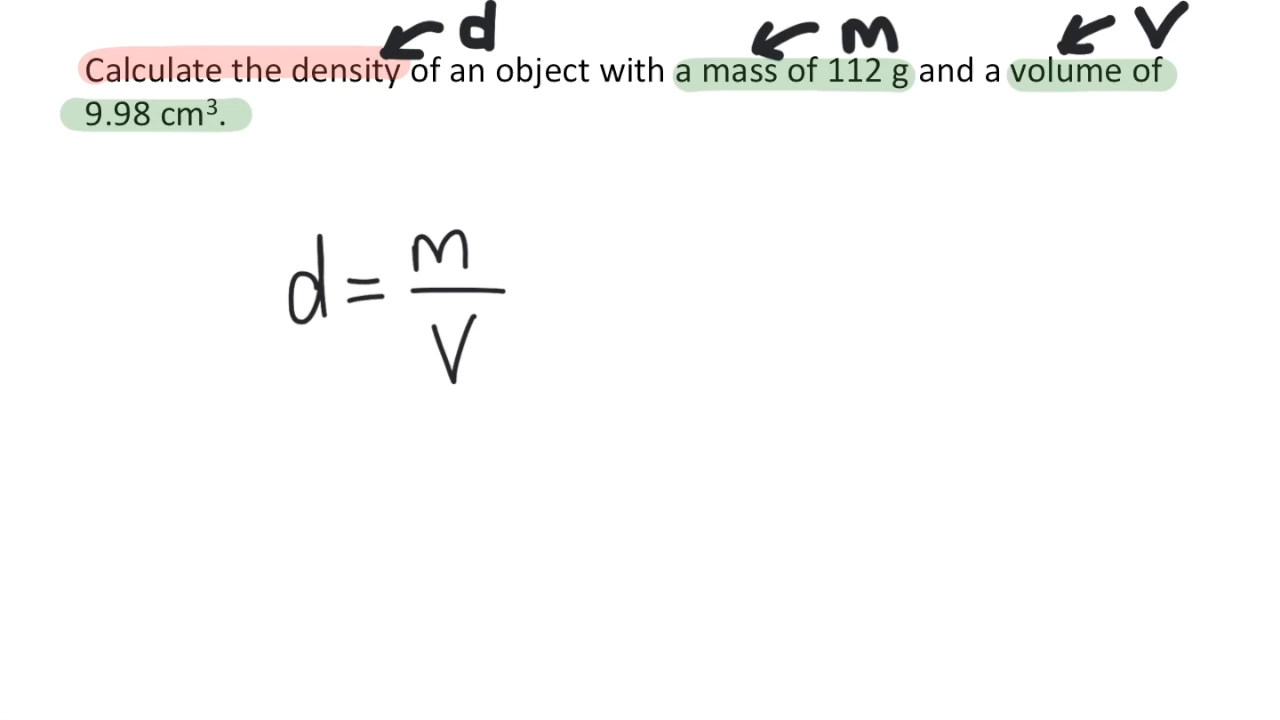 d m V
Calculate the density of an object with a mass of 112 g and a volume of
9.98 cm³.
d = m
V